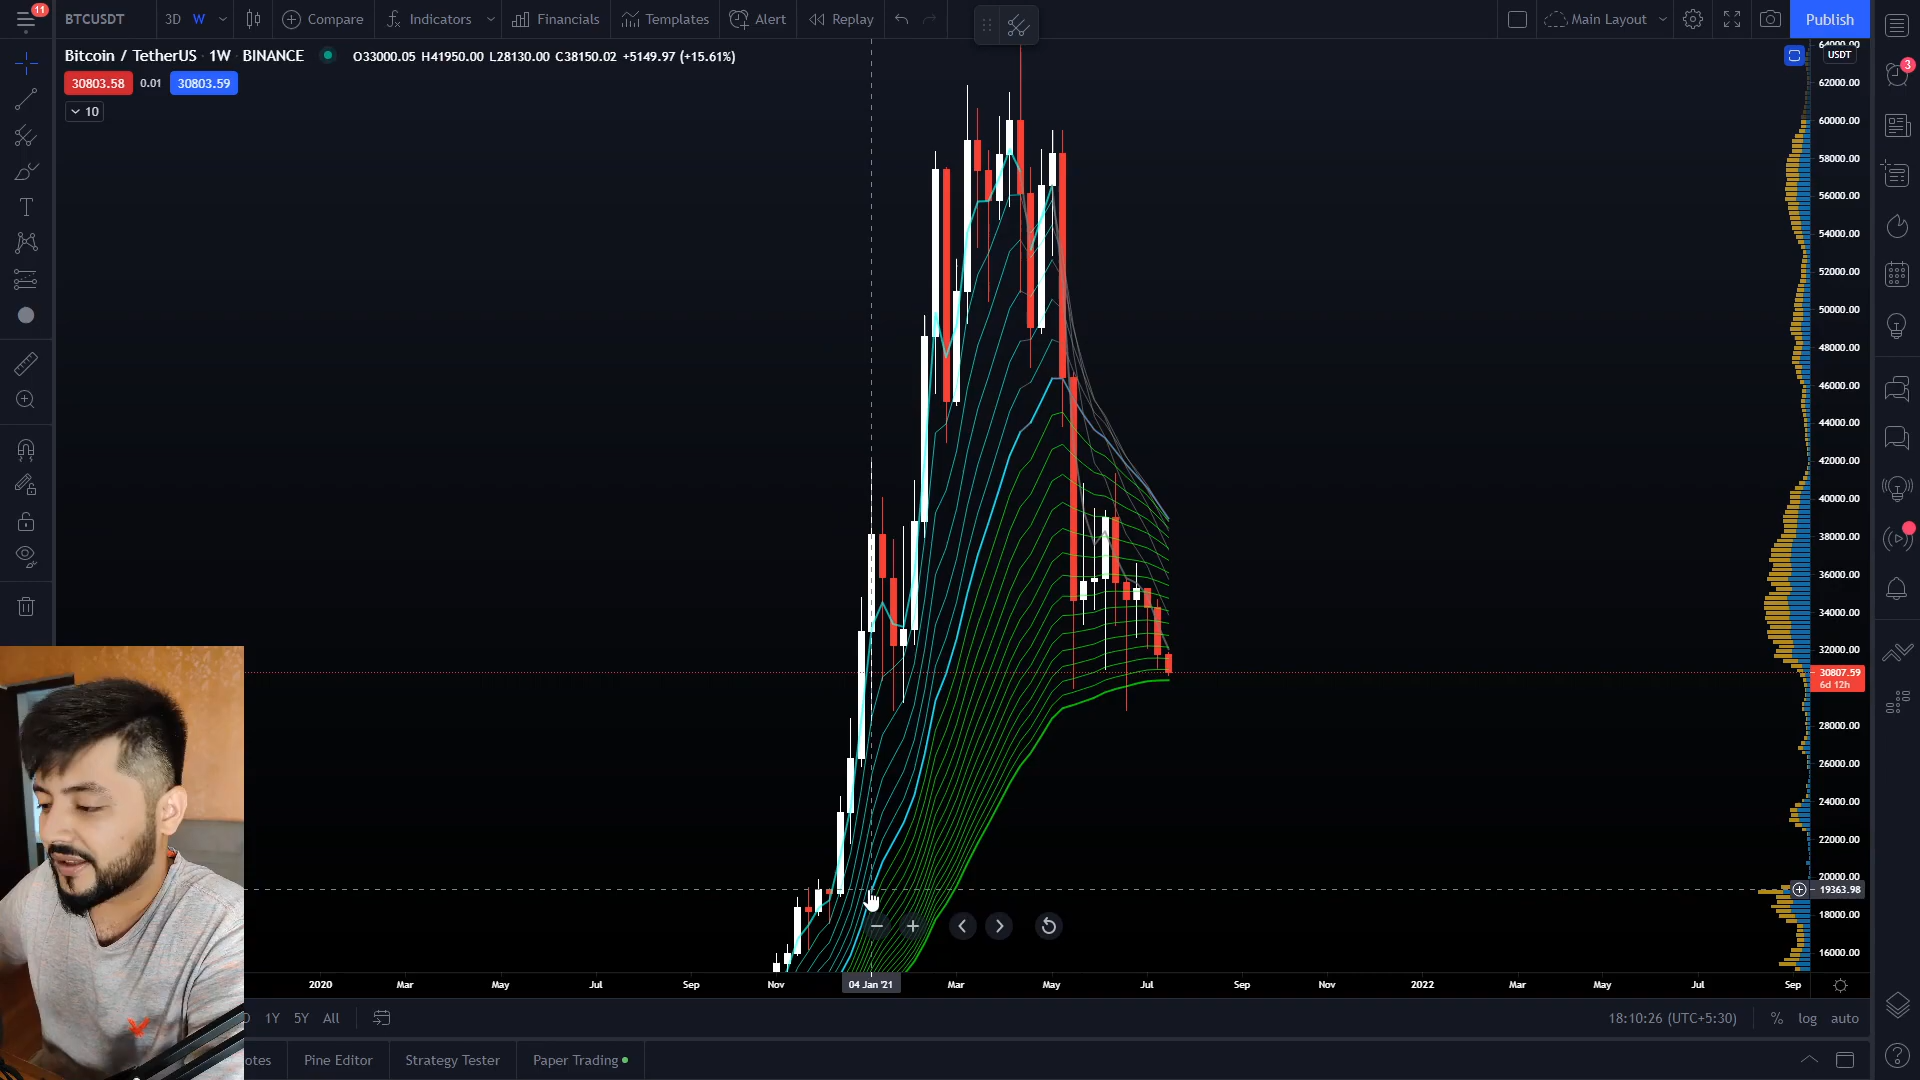 11
BTCUSDT
3D W
Compare
Indicators
Financials
Templates
Alert
Replay
Main Layout
Publish
Bitcoin / TetherUS · 1W · BINANCE O33000.05 H41950.00 L28130.00 C38150.02 +5149.97 (+15.61%)
30803.58 0.01 30803.59
10
64000.00
USDT
3
62000.00
60000.00
58000.00
56000.00
54000.00
52000.00
50000.00
48000.00
46000.00
44000.00
42000.00
40000.00
38000.00
36000.00
34000.00
32000.00
30807.59
6d 12h
28000.00
26000.00
24000.00
22000.00
20000.00
19363.98
18000.00
16000.00
2020 Mar May Jul Sep Nov 04 Jan '21 Mar May Jul Sep Nov 2022 Mar May Jul Sep
1Y 5Y All
18:10:26 (UTC+5:30) % log auto
otes Pine Editor Strategy Tester Paper Trading